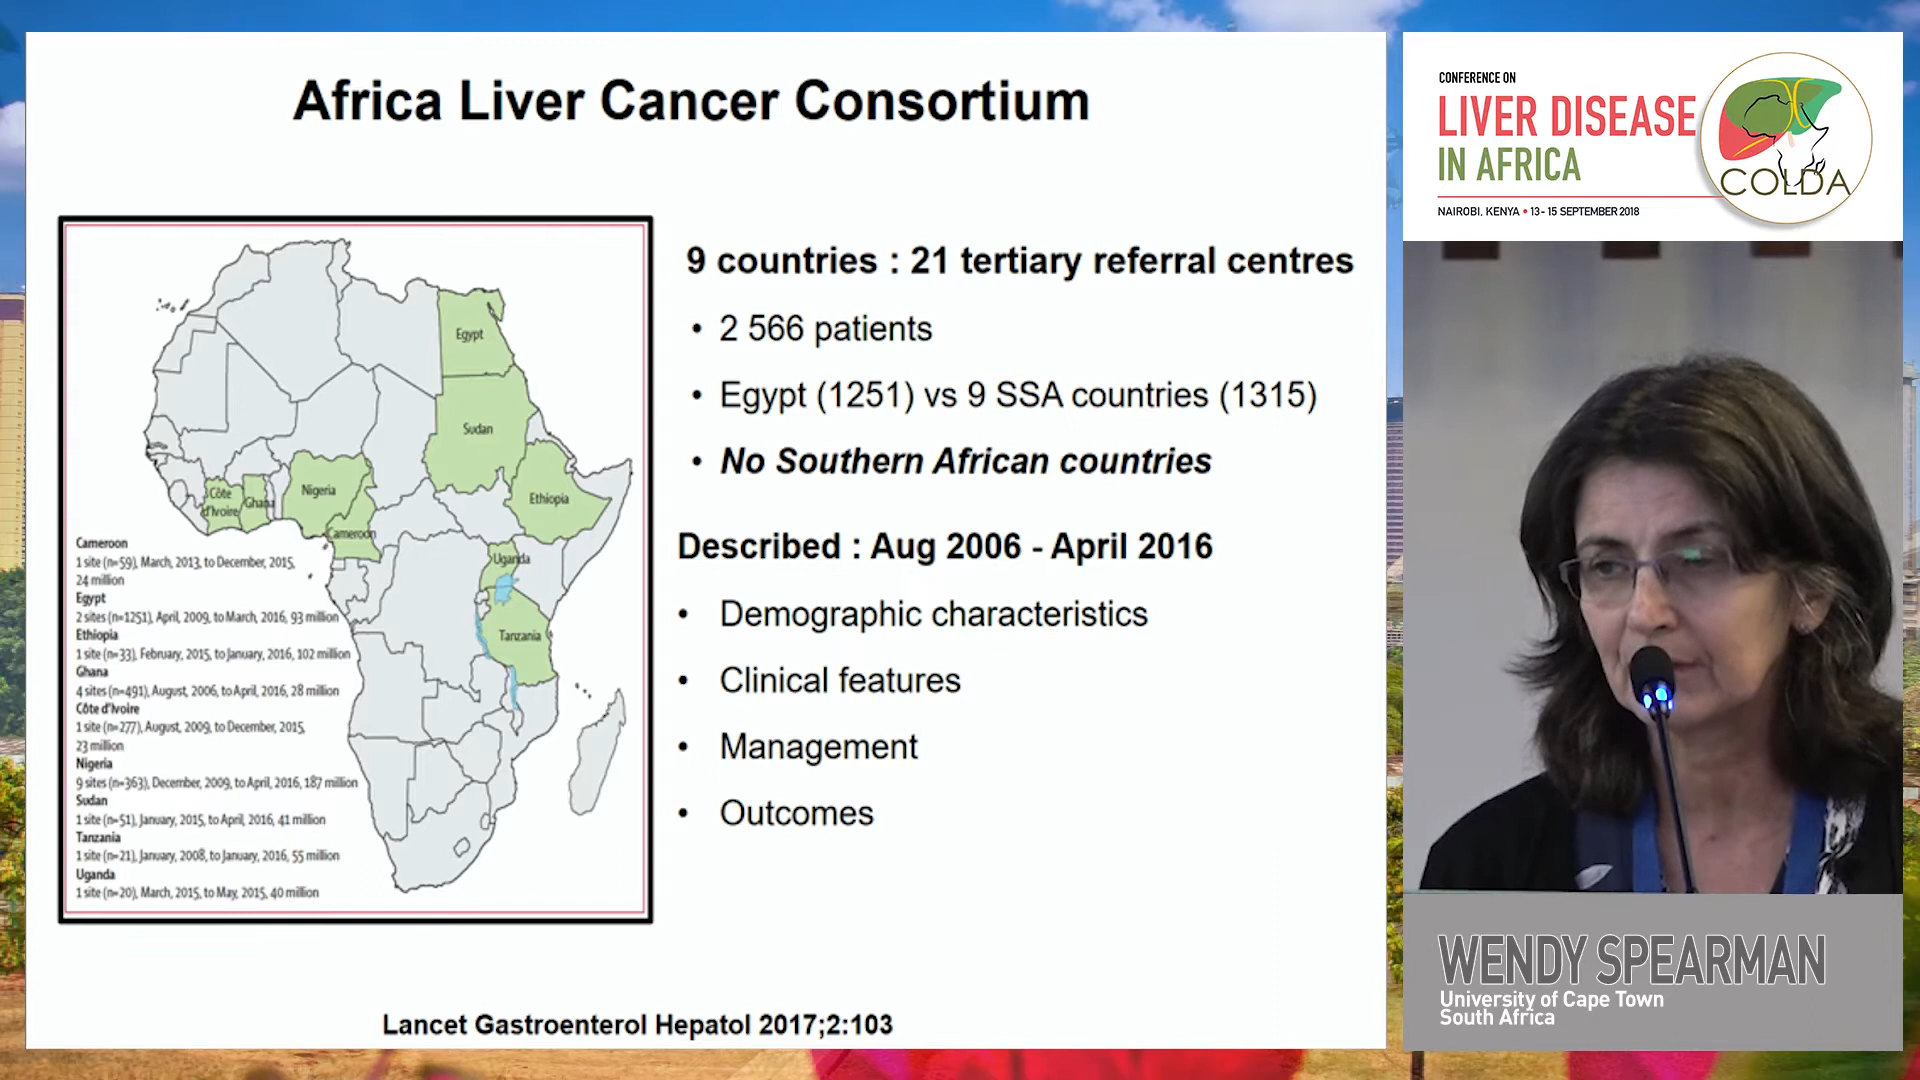 Africa Liver Cancer Consortium
Egypt
Sudan
Nigeria
Côte
d'Ivoire
Ghana
Ethiopia
Cameroon
Uganda
Tanzania
Cameroon
1 site (n=59), March, 2013, to December, 2015,
24 million
Egypt
2 sites (n=1251), April, 2009, to March, 2016, 93 million
Ethiopia
1 site (n=33), February, 2015, to January, 2016, 102 million
Ghana
4 sites (n=491), August, 2006, to April, 2016, 28 million
Côte d'Ivoire
1 site (n=277), August, 2009, to December, 2015,
23 million
Nigeria
9 sites (n=363), December, 2009, to April, 2016, 187 million
Sudan
1 site (n=51), January, 2015, to April, 2016, 41 million
Tanzania
1 site (n=21), January, 2008, to January, 2016, 55 million
Uganda
1 site (n=20), March, 2015, to May, 2015, 40 million
9 countries : 21 tertiary referral centres
• 2 566 patients
• Egypt (1251) vs 9 SSA countries (1315)
• No Southern African countries
Described : Aug 2006 - April 2016
• Demographic characteristics
• Clinical features
• Management
• Outcomes
Lancet Gastroenterol Hepatol 2017;2:103
CONFERENCE ON
LIVER DISEASE
IN AFRICA
COLDA
NAIROBI, KENYA • 13 - 15 SEPTEMBER 2018
WENDY SPEARMAN
University of Cape Town
South Africa